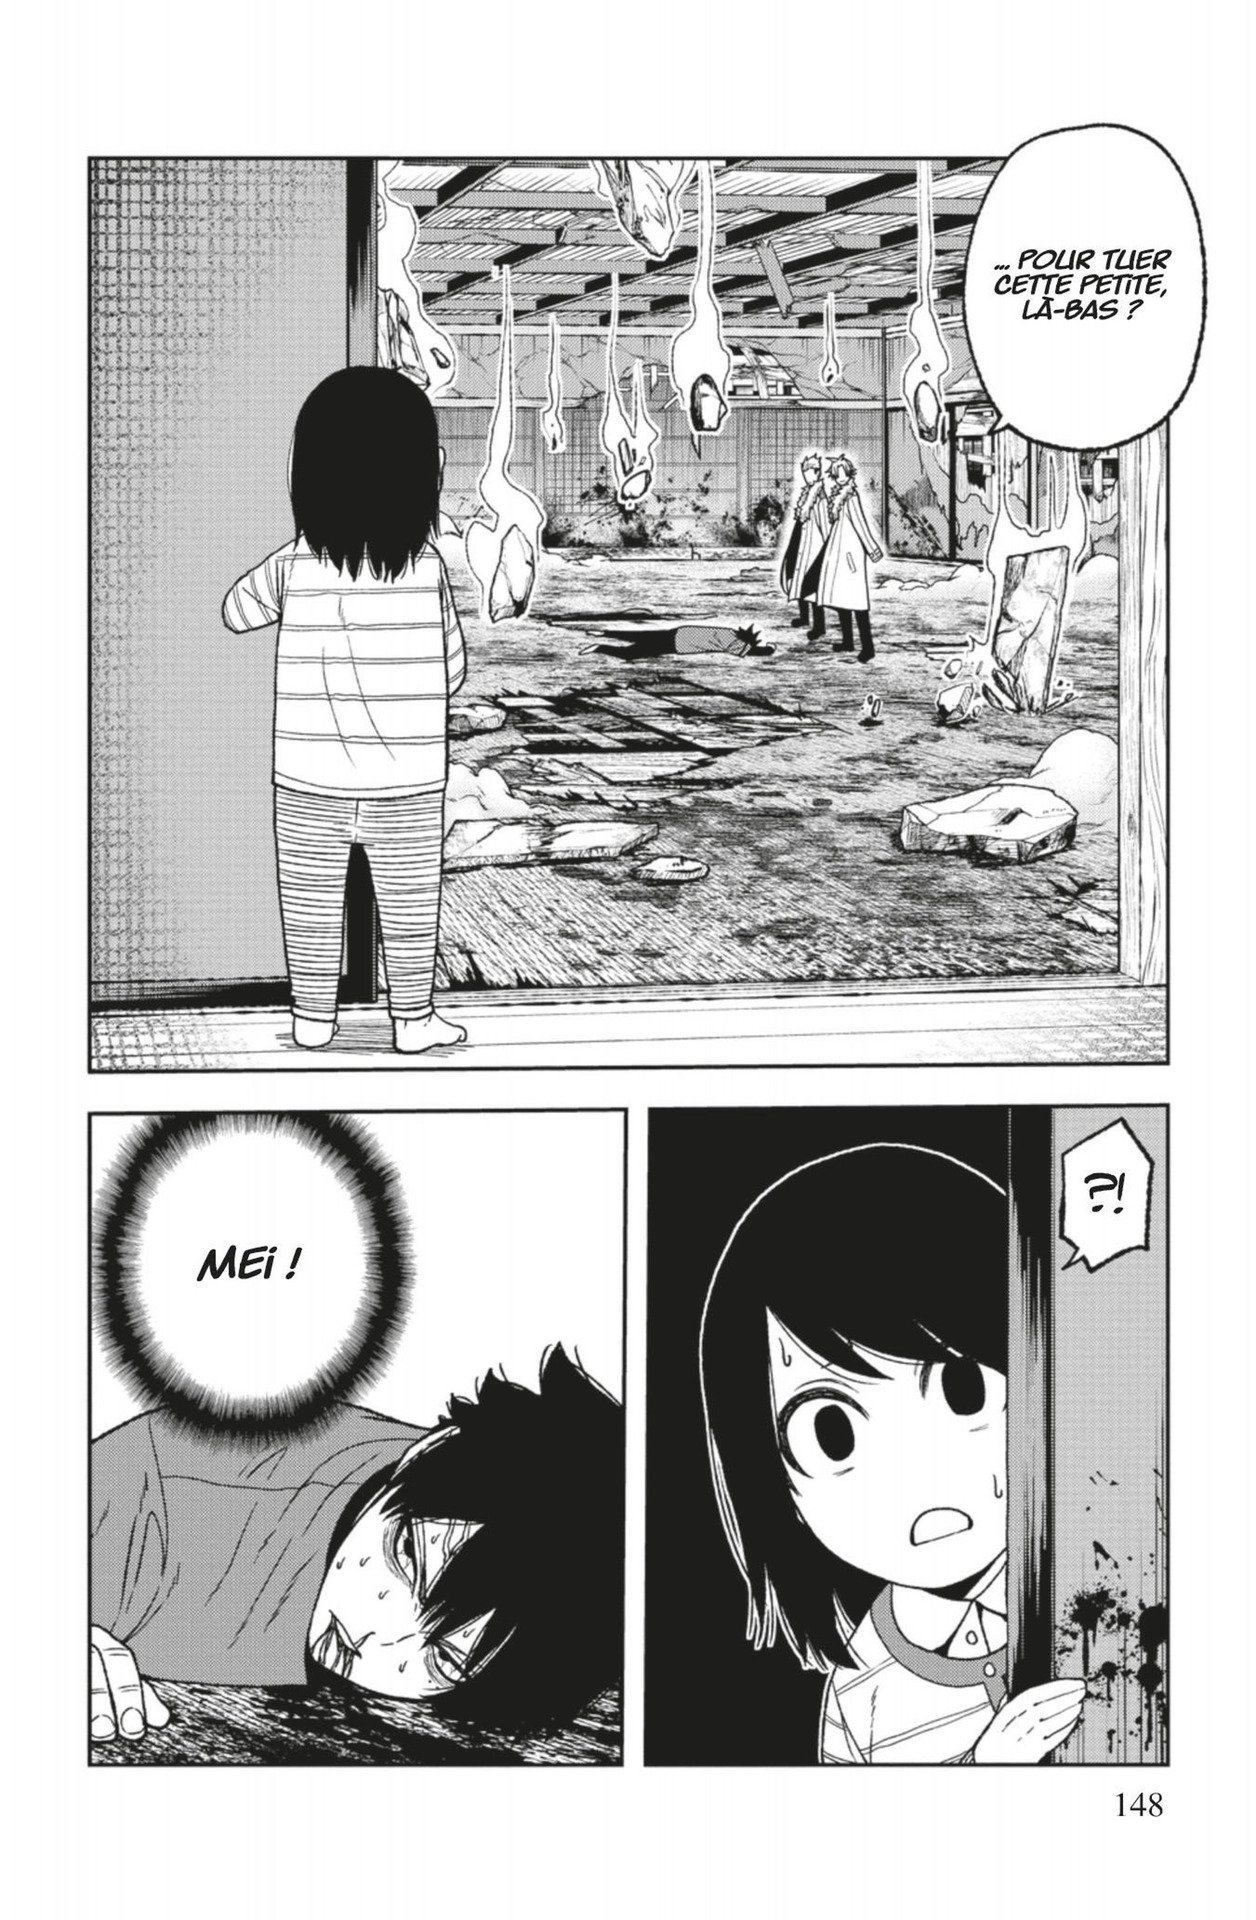 ... POUR TUER
CETTE PETITE,
LÀ-BAS ?
?!
MEI !
148